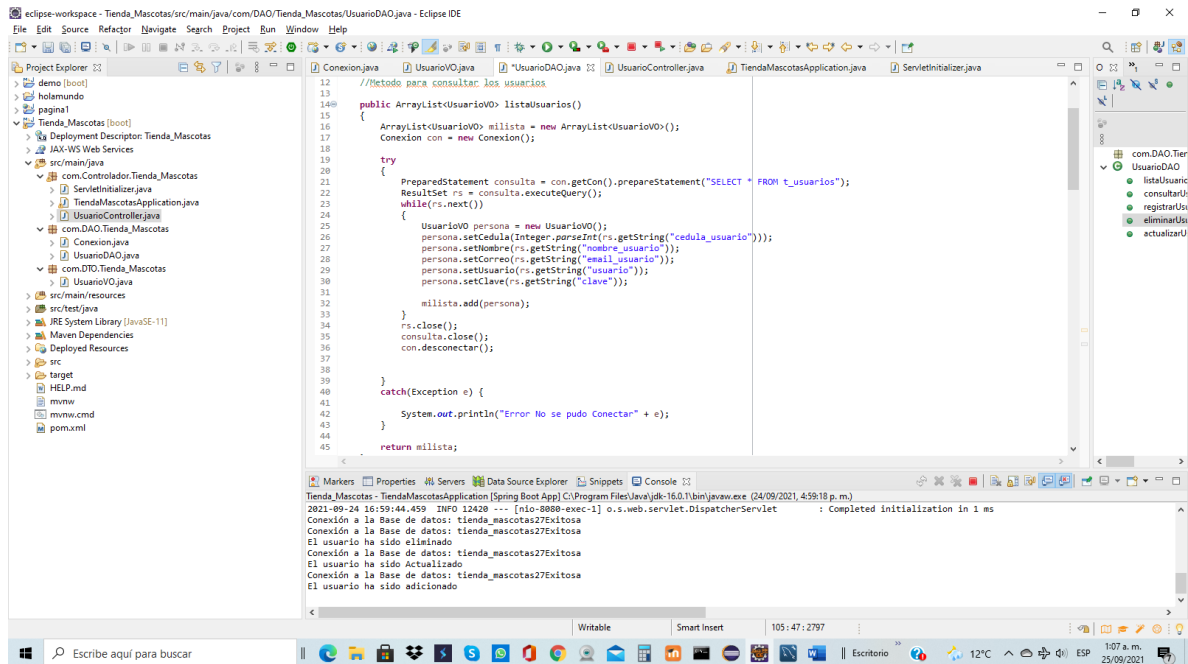 eclipse-workspace - Tienda_Mascotas/src/main/java/com/DAO/Tienda_Mascotas/UsuarioDAO.java - Eclipse IDE
File Edit Source Refactor Navigate Search Project Run Window Help
Project Explorer
demo [boot]
holamundo
pagina1
Tienda_Mascotas [boot]
Deployment Descriptor: Tienda_Mascotas
JAX-WS Web Services
src/main/java
com.Controlador.Tienda_Mascotas
ServletInitializer.java
TiendaMascotasApplication.java
UsuarioController.java
com.DAO.Tienda_Mascotas
Conexion.java
UsuarioDAO.java
com.DTO.Tienda_Mascotas
UsuarioVO.java
src/main/resources
src/test/java
JRE System Library [JavaSE-11]
Maven Dependencies
Deployed Resources
src
target
HELP.md
mvnw
mvnw.cmd
pom.xml
Conexion.java UsuarioVO.java *UsuarioDAO.java UsuarioController.java TiendaMascotasApplication.java ServletInitializer.java
12 //Metodo para consultar los usuarios
13
14 public ArrayList<UsuarioVO> listaUsuarios()
15 {
16 ArrayList<UsuarioVO> milista = new ArrayList<UsuarioVO>();
17 Conexion con = new Conexion();
18
19 try
20 {
21 PreparedStatement consulta = con.getCon().prepareStatement("SELECT * FROM t_usuarios");
22 ResultSet rs = consulta.executeQuery();
23 while(rs.next())
24 {
25 UsuarioVO persona = new UsuarioVO();
26 persona.setCedula(Integer.parseInt(rs.getString("cedula_usuario")));
27 persona.setNombre(rs.getString("nombre_usuario"));
28 persona.setCorreo(rs.getString("email_usuario"));
29 persona.setUsuario(rs.getString("usuario"));
30 persona.setClave(rs.getString("clave"));
31
32 milista.add(persona);
33 }
34 rs.close();
35 consulta.close();
36 con.desconectar();
37
38
39 }
40 catch(Exception e) {
41
42 System.out.println("Error No se pudo Conectar" + e);
43 }
44
45 return milista;
O
com.DAO.Tier
UsuarioDAO
listaUsuario
consultarU
registrarUsu
eliminarUsu
actualizarU
Markers Properties Servers Data Source Explorer Snippets Console
Tienda_Mascotas - TiendaMascotasApplication [Spring Boot App] C:\Program Files\Java\jdk-16.0.1\bin\javaw.exe (24/09/2021, 4:59:18 p. m.)
2021-09-24 16:59:44.459 INFO 12420 --- [nio-8080-exec-1] o.s.web.servlet.DispatcherServlet : Completed initialization in 1 ms
Conexión a la Base de datos: tienda_mascotas27Exitosa
Conexión a la Base de datos: tienda_mascotas27Exitosa
El usuario ha sido eliminado
Conexión a la Base de datos: tienda_mascotas27Exitosa
El usuario ha sido Actualizado
Conexión a la Base de datos: tienda_mascotas27Exitosa
El usuario ha sido adicionado
Writable Smart Insert 105 : 47 : 2797
Escribe aquí para buscar
Escritorio
12°C
ESP
1:07 a. m.
25/09/2021